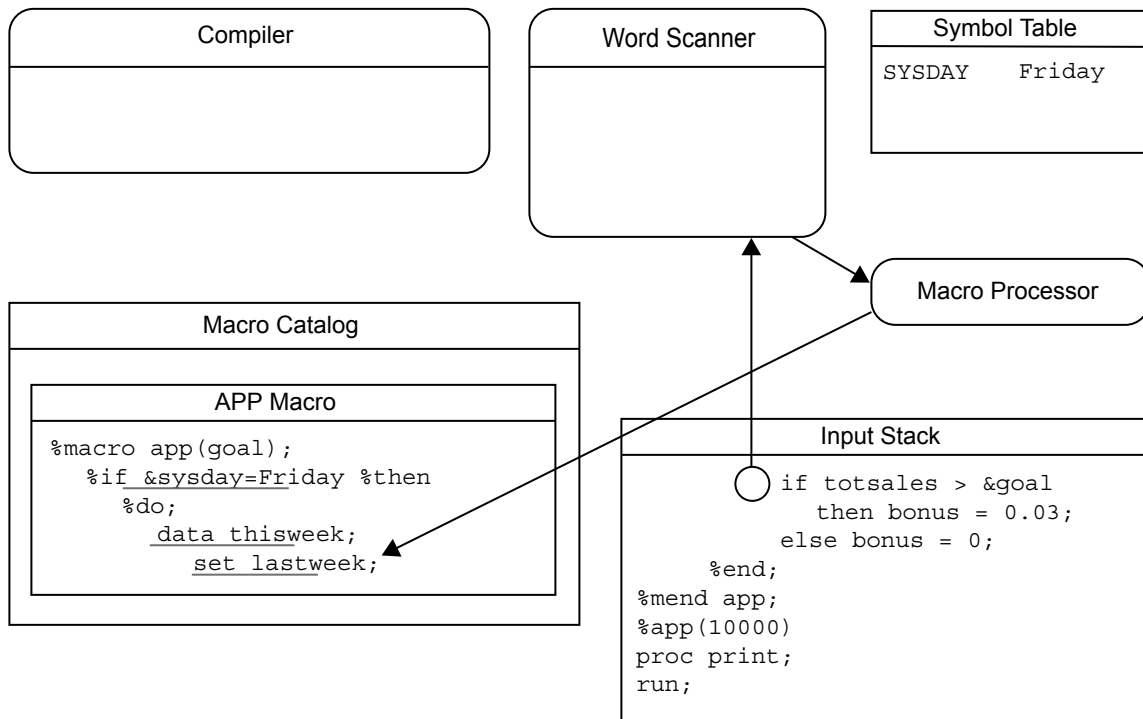 Compiler
Word Scanner
Symbol Table
SYSDAY Friday
Macro Processor
Macro Catalog
APP Macro
%macro app(goal);
%if &sysday=Friday %then
%do;
data thisweek;
set lastweek;
Input Stack
if totsales > &goal
then bonus = 0.03;
else bonus = 0;
%end;
%mend app;
%app(10000)
proc print;
run;